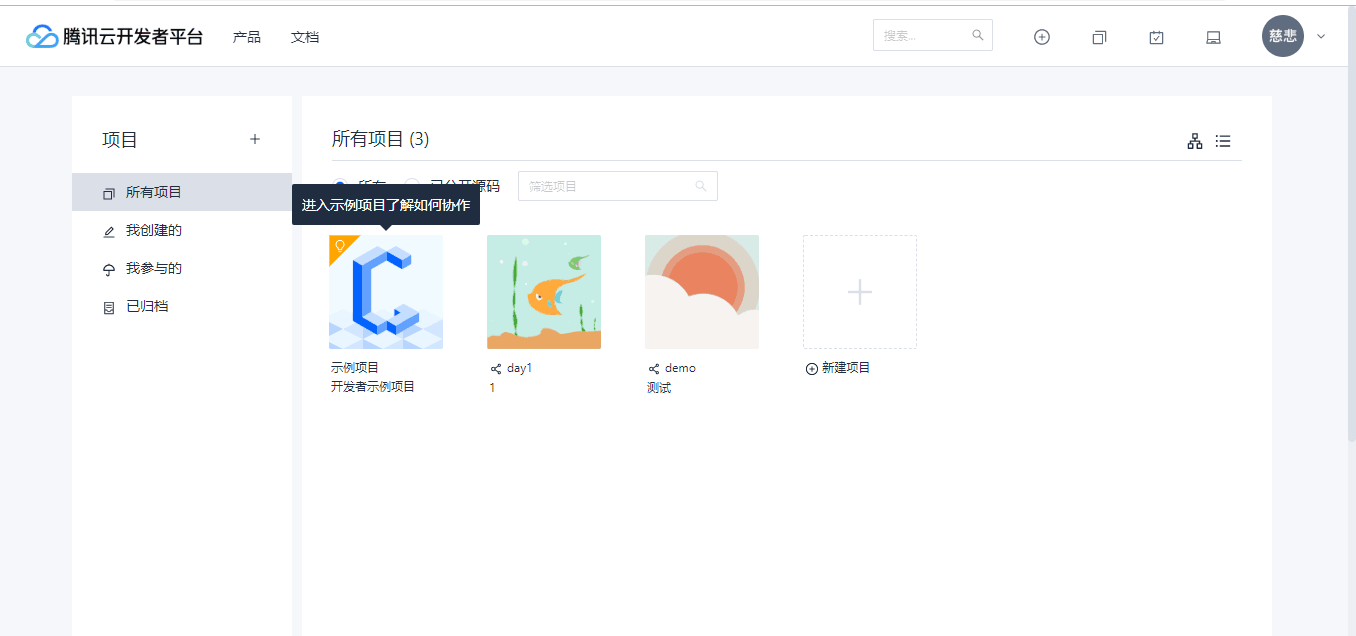 腾讯云开发者平台 产品 文档 搜索... 慈悲
项目 +
所有项目
我创建的
我参与的
已归档
所有项目 (3)
所有 已公开源码 筛选项目
进入示例项目了解如何协作
示例项目
开发者示例项目
day1
1
demo
测试
新建项目